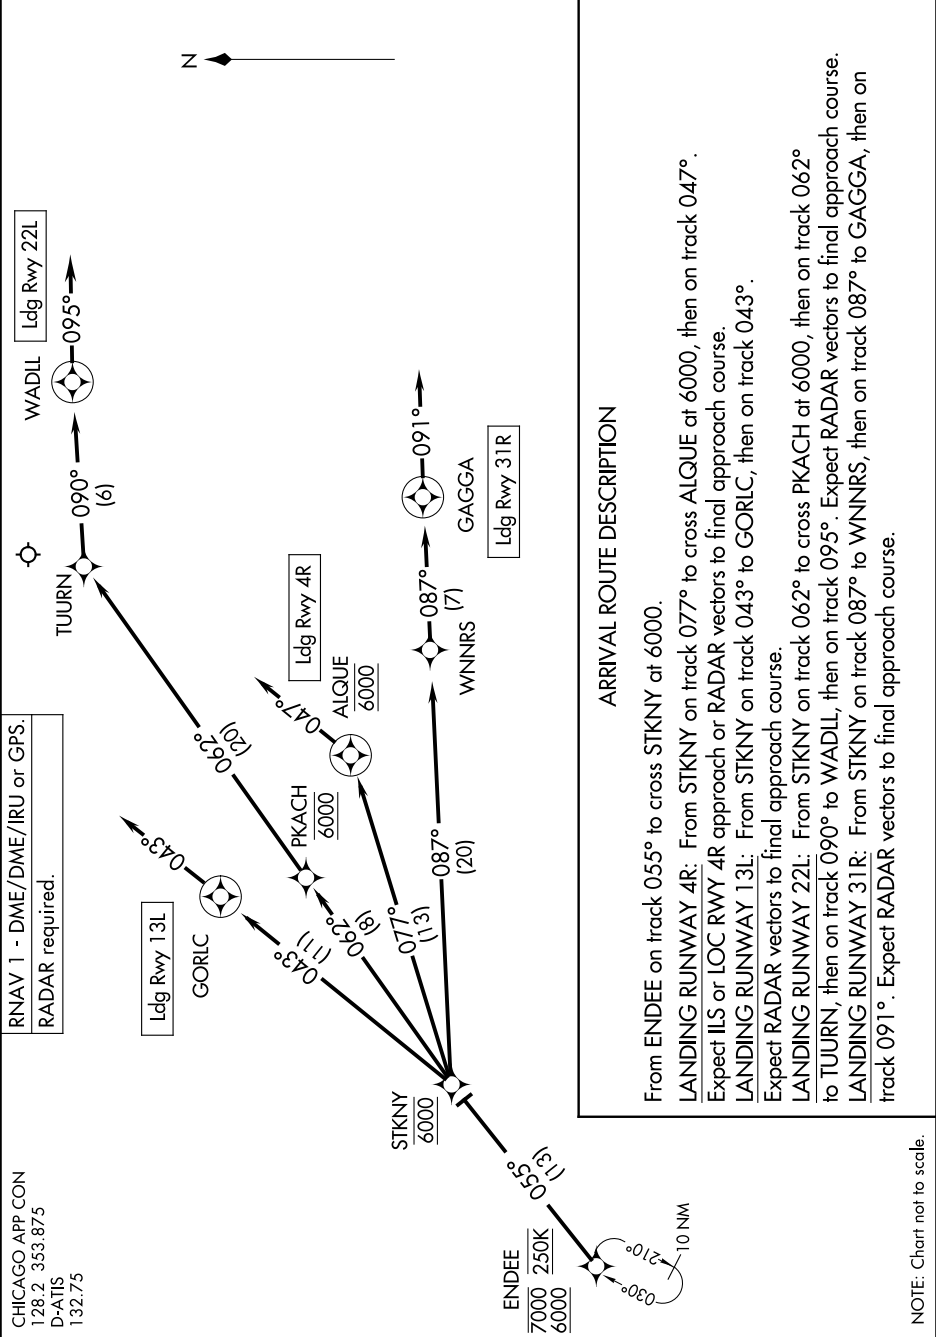 CHICAGO APP CON
128.2 353.875
D-ATIS
132.75
RNAV 1 - DME/DME/IRU or GPS.
RADAR required.
N
Ldg Rwy 22L
WADLL
095°
090°
(6)
TUURN
062°
(20)
Ldg Rwy 13L
GORLC
043°
043°
(11)
PKACH
6000
062°
(8)
Ldg Rwy 4R
ALQUE
6000
047°
077°
(13)
087°
(20)
WNNRS
087°
(7)
GAGGA
091°
Ldg Rwy 31R
STKNY
6000
055°
(13)
ENDEE
7000 250K
6000
210°
030°
10 NM
NOTE: Chart not to scale.
ARRIVAL ROUTE DESCRIPTION
From ENDEE on track 055° to cross STKNY at 6000.
LANDING RUNWAY 4R: From STKNY on track 077° to cross ALQUE at 6000, then on track 047°.
Expect ILS or LOC RWY 4R approach or RADAR vectors to final approach course.
LANDING RUNWAY 13L: From STKNY on track 043° to GORLC, then on track 043°.
Expect RADAR vectors to final approach course.
LANDING RUNWAY 22L: From STKNY on track 062° to cross PKACH at 6000, then on track 062°
to TUURN, then on track 090° to WADLL, then on track 095°. Expect RADAR vectors to final approach course.
LANDING RUNWAY 31R: From STKNY on track 087° to WNNRS, then on track 087° to GAGGA, then on
track 091°. Expect RADAR vectors to final approach course.